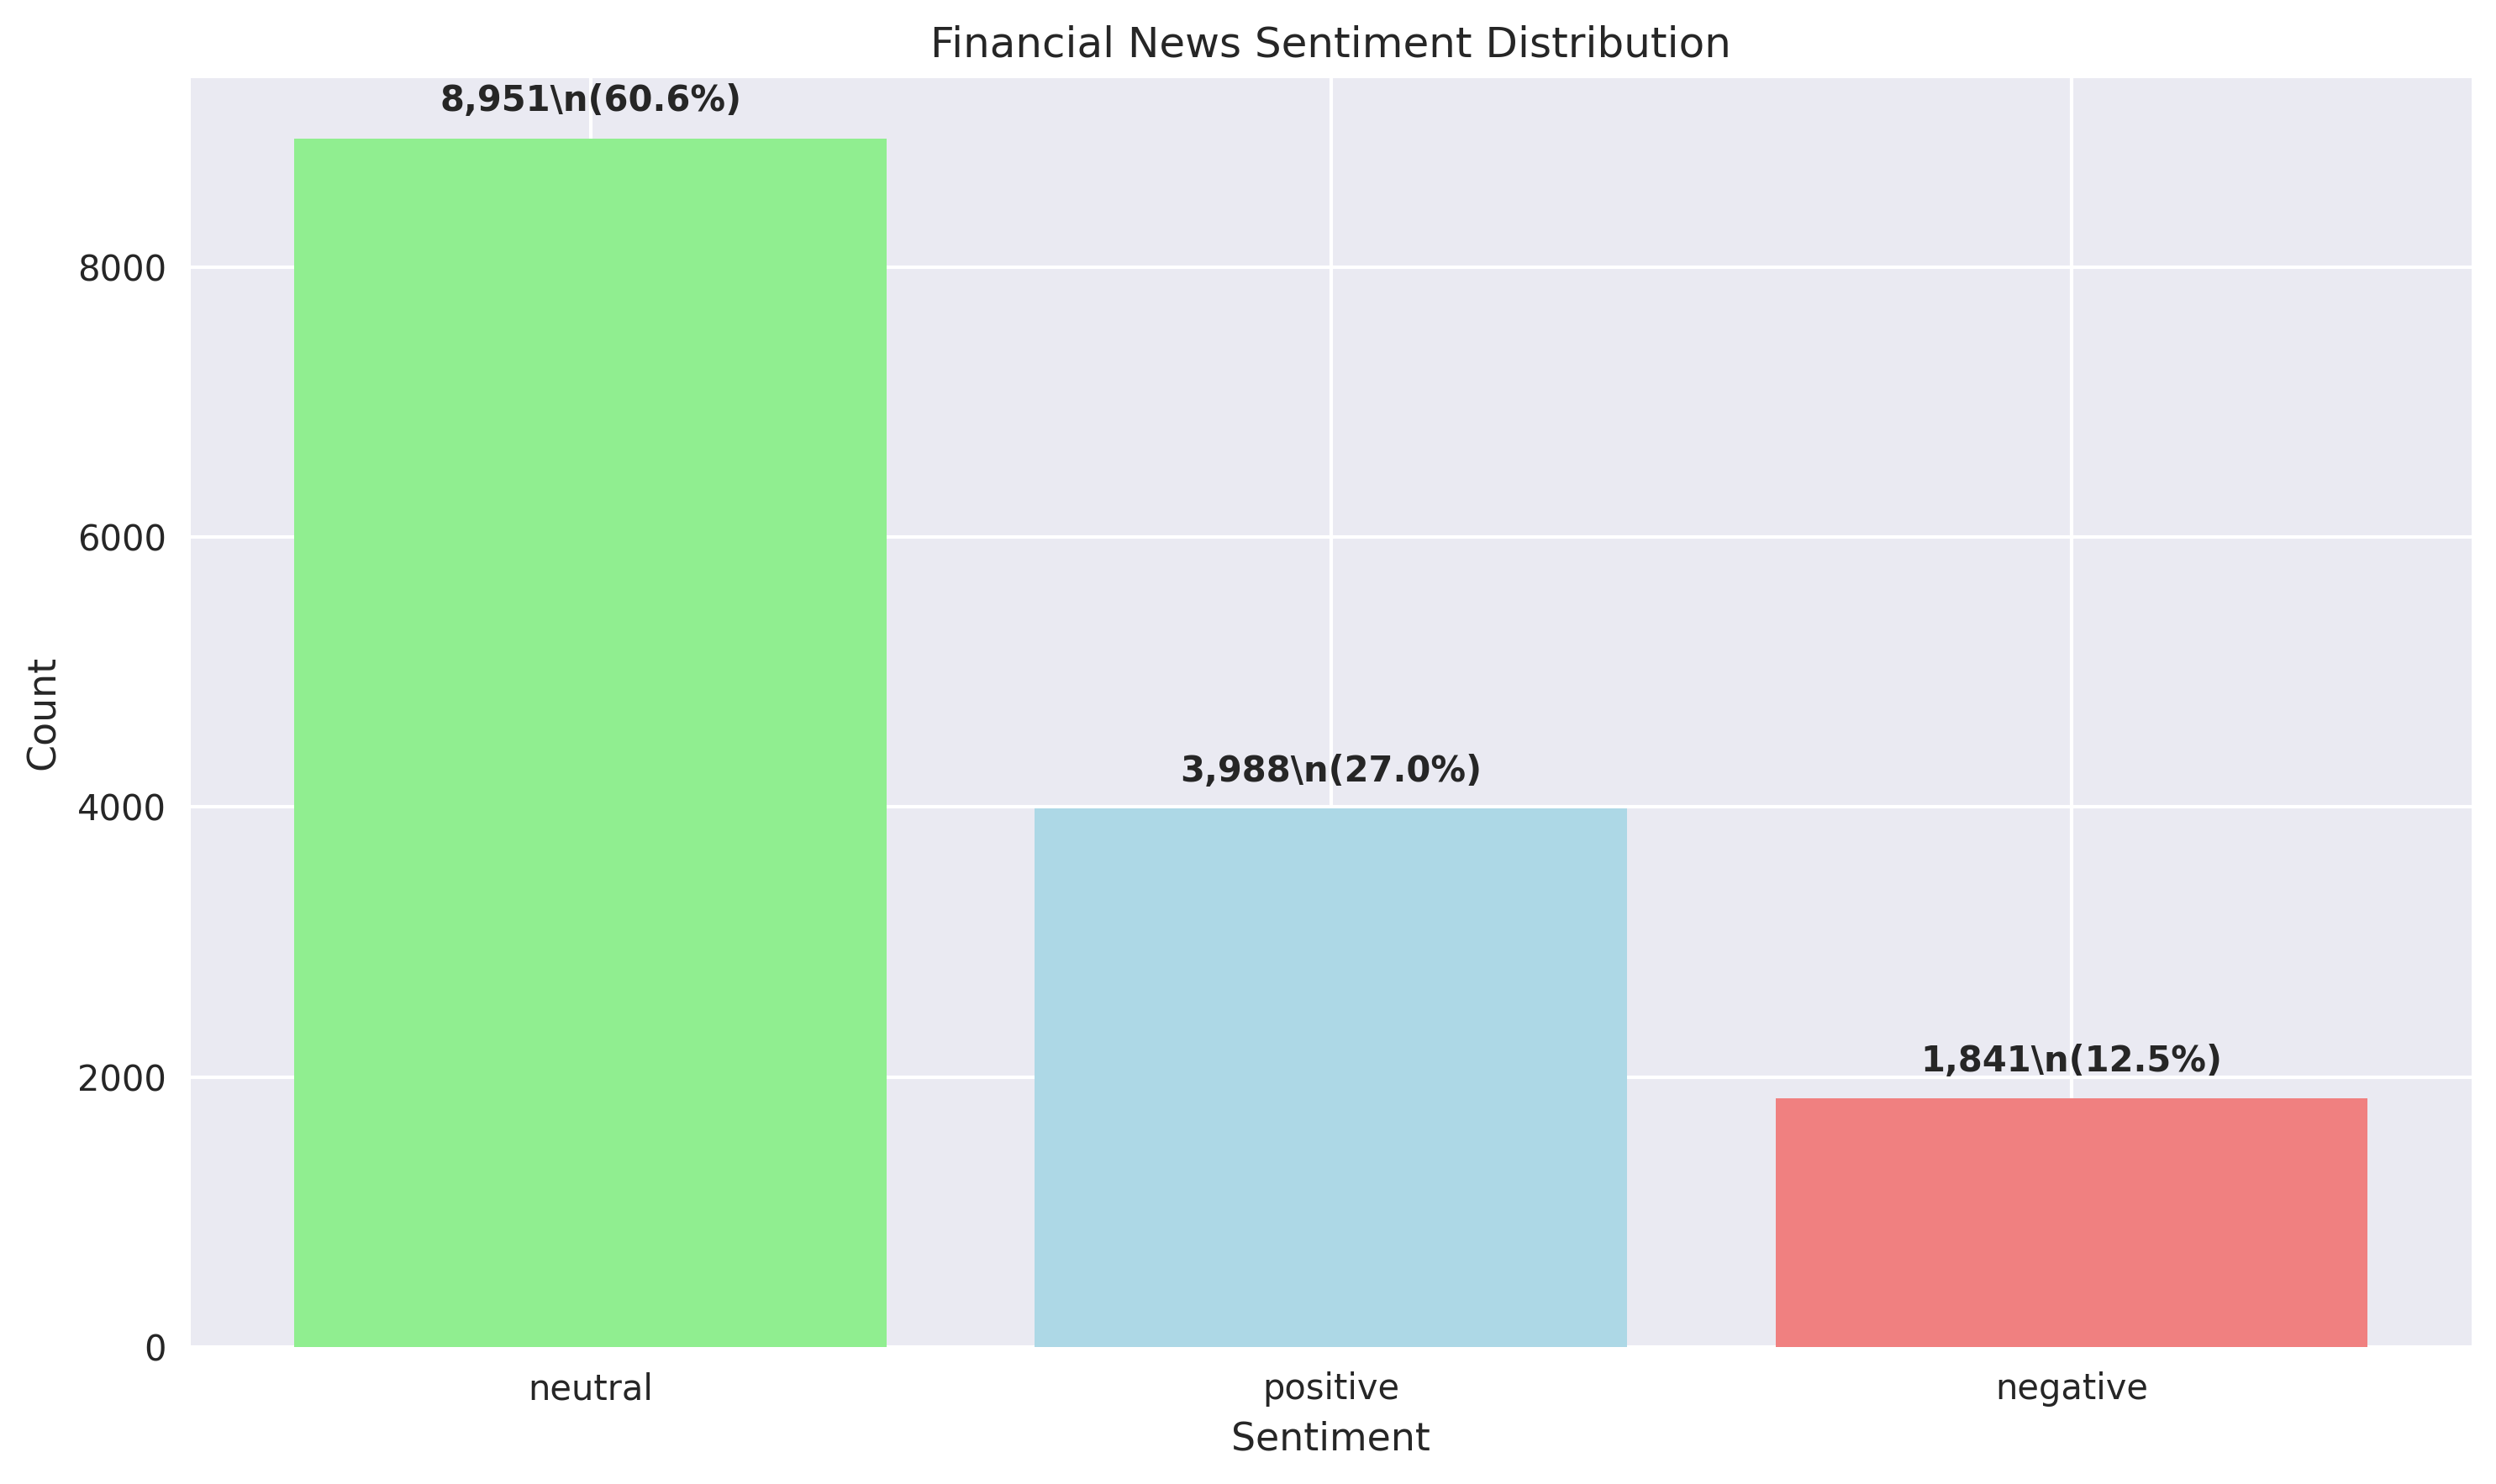 Financial News Sentiment Distribution
8,951\n(60.6%)
8000
6000
Count
3,988\n(27.0%)
4000
1,841\n(12.5%)
2000
0
neutral
positive
negative
Sentiment